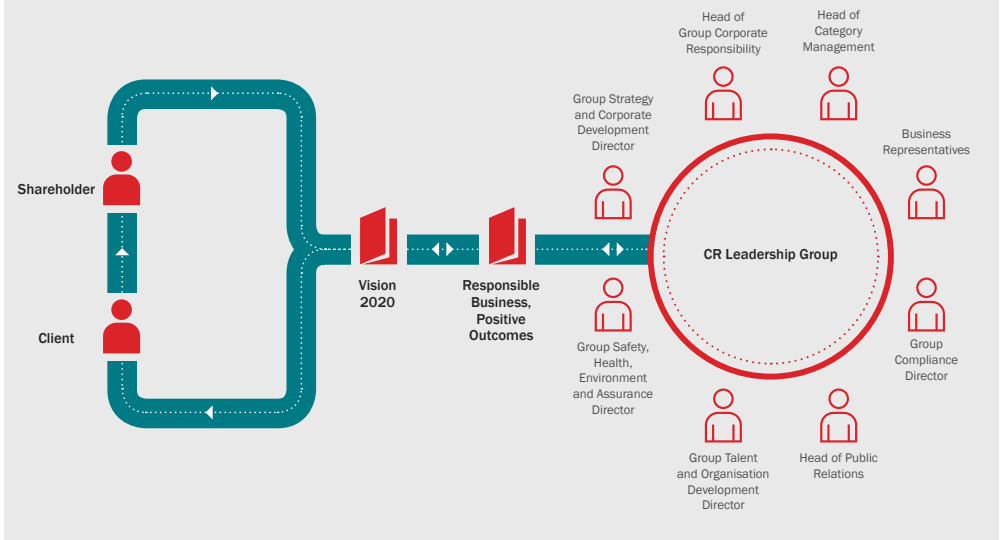 Head of
Group Corporate
Responsibility
Head of
Category
Management
Group Strategy
and Corporate
Development
Director
Business
Representatives
Shareholder
CR Leadership Group
Vision
2020
Responsible
Business,
Positive
Outcomes
Client
Group Safety,
Health,
Environment
and Assurance
Director
Group
Compliance
Director
Group Talent
and Organisation
Development
Director
Head of Public
Relations